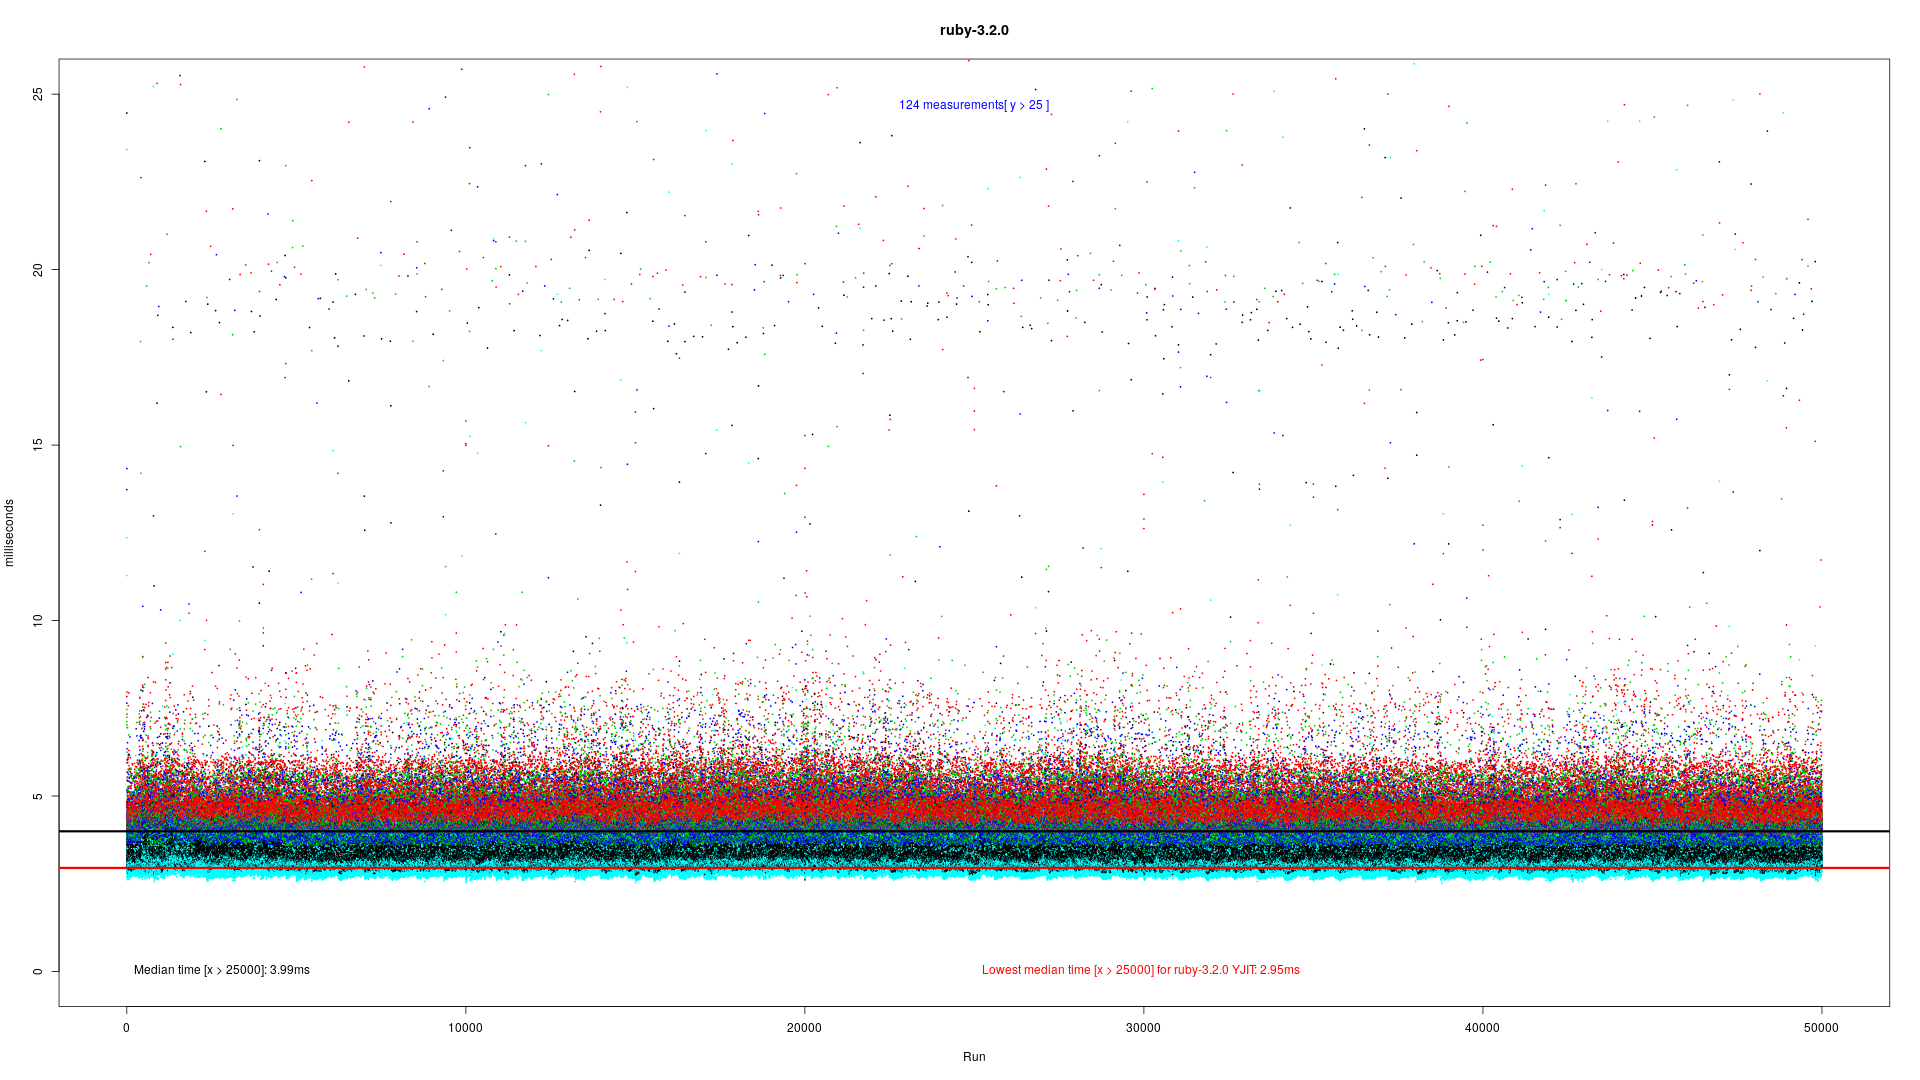 ruby-3.2.0
124 measurements[ y > 25 ]
milliseconds
25
20
15
10
5
0
Median time [x > 25000]: 3.99ms
Lowest median time [x > 25000] for ruby-3.2.0 YJIT: 2.95ms
0 10000 20000 30000 40000 50000
Run